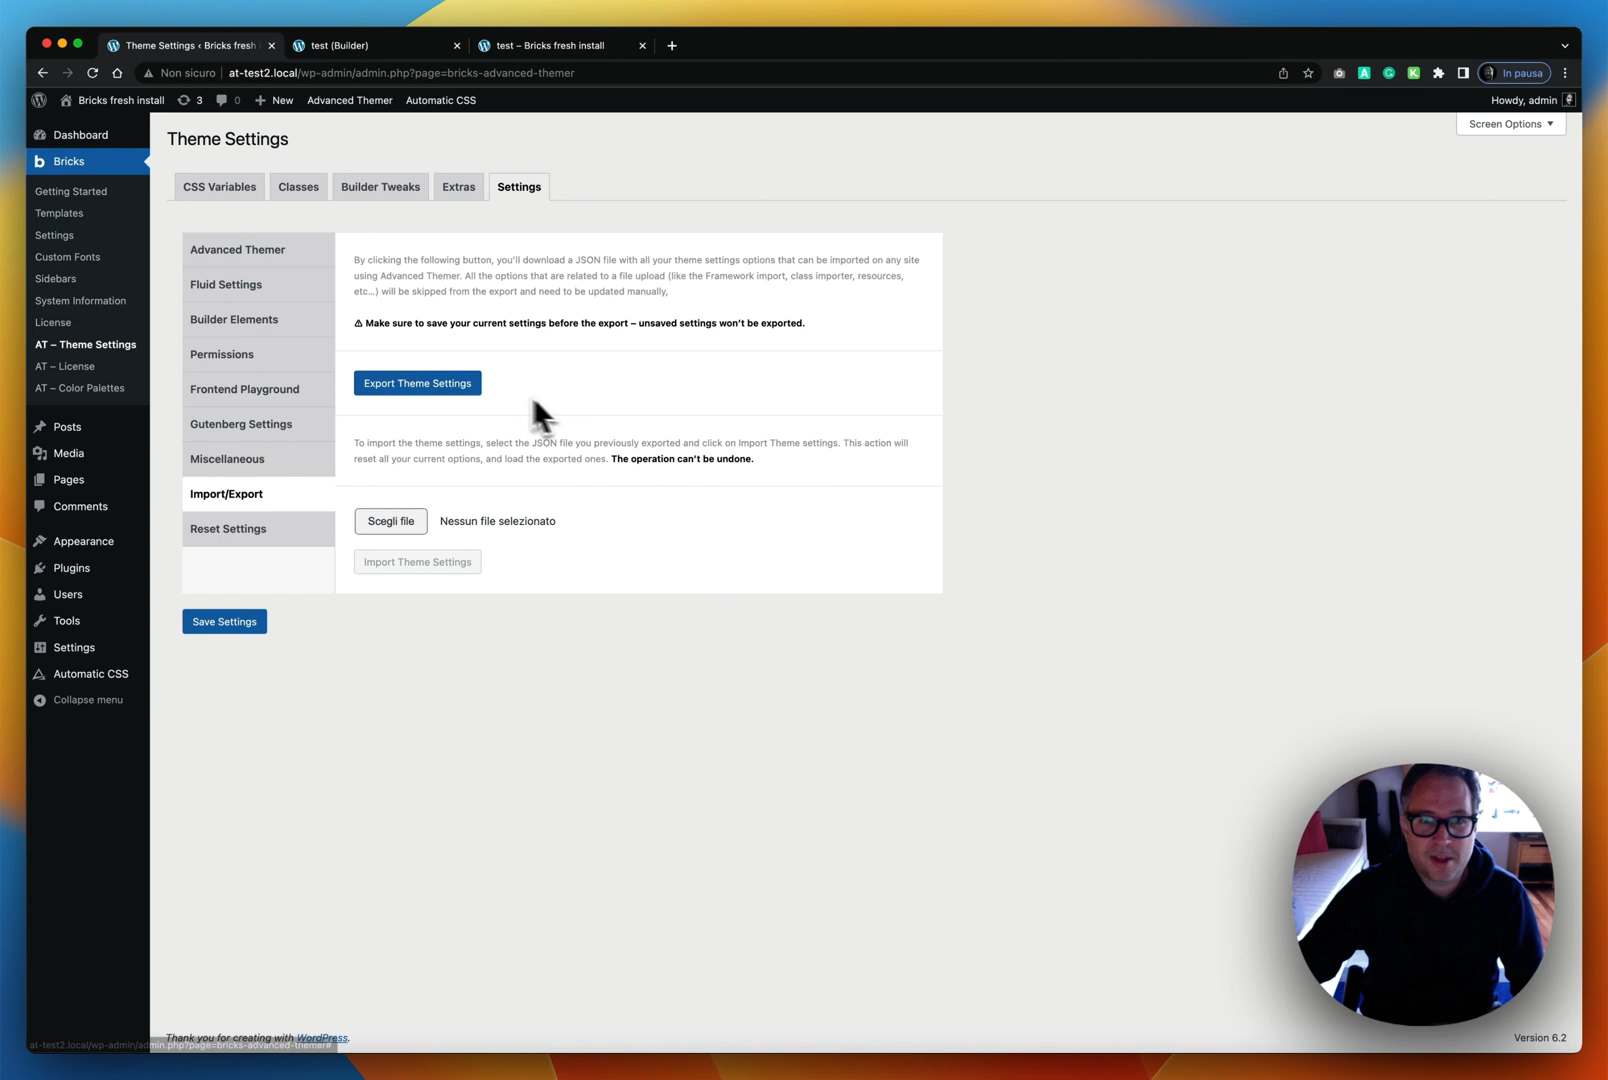 Theme Settings ‹ Bricks fresh
test (Builder)
test – Bricks fresh install
Non sicuro
at-test2.local/wp-admin/admin.php?page=bricks-advanced-themer
In pausa
Bricks fresh install
3
0
New
Advanced Themer
Automatic CSS
Howdy, admin
Screen Options
Dashboard
Bricks
Getting Started
Templates
Settings
Custom Fonts
Sidebars
System Information
License
AT – Theme Settings
AT – License
AT – Color Palettes
Posts
Media
Pages
Comments
Appearance
Plugins
Users
Tools
Settings
Automatic CSS
Collapse menu
Theme Settings
CSS Variables
Classes
Builder Tweaks
Extras
Settings
Advanced Themer
Fluid Settings
Builder Elements
Permissions
Frontend Playground
Gutenberg Settings
Miscellaneous
Import/Export
Reset Settings
By clicking the following button, you'll download a JSON file with all your theme settings options that can be imported on any site
using Advanced Themer. All the options that are related to a file upload (like the Framework import, class importer, resources,
etc...) will be skipped from the export and need to be updated manually,
⚠ Make sure to save your current settings before the export – unsaved settings won't be exported.
Export Theme Settings
To import the theme settings, select the JSON file you previously exported and click on Import Theme settings. This action will
reset all your current options, and load the exported ones. The operation can't be undone.
Scegli file
Nessun file selezionato
Import Theme Settings
Save Settings
Thank you for creating with WordPress.
Version 6.2
at-test2.local/wp-admin/admin.php?page=bricks-advanced-themer#